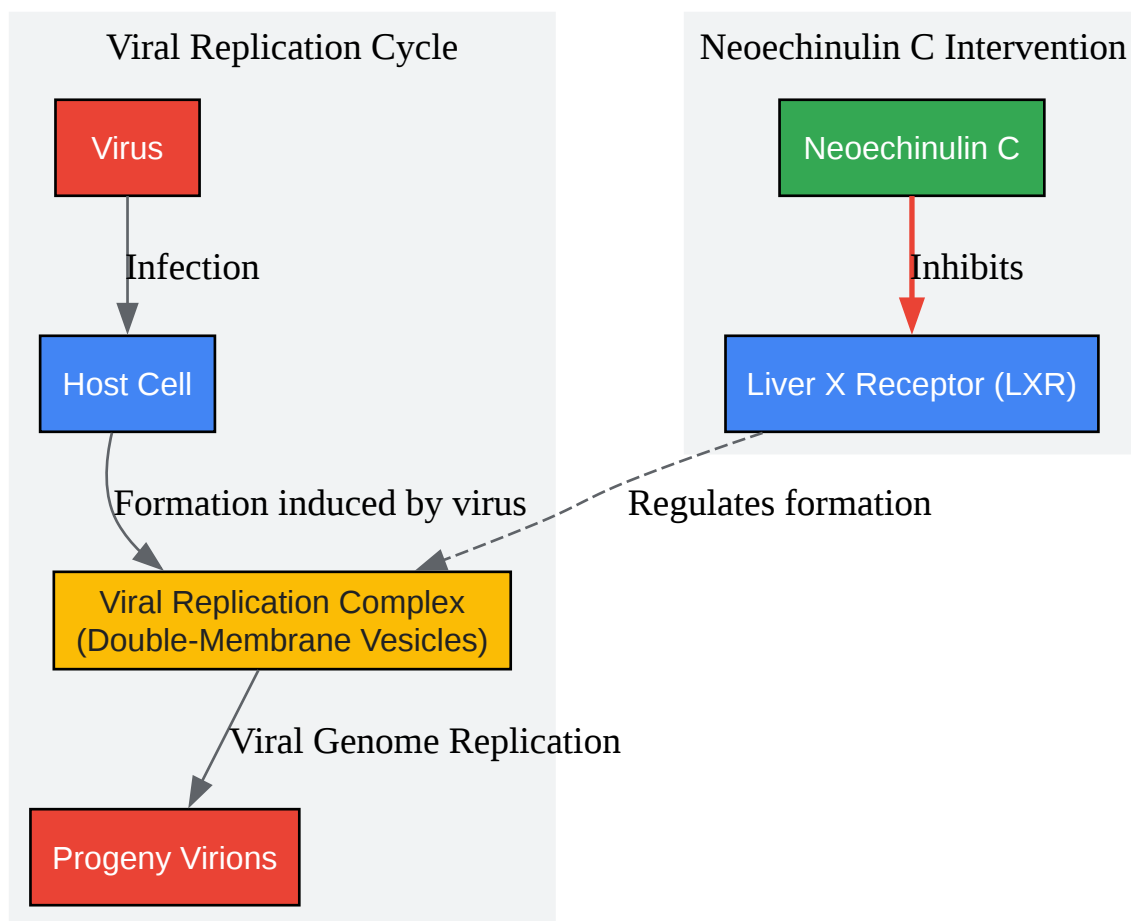 Viral Replication Cycle
Virus
Infection
Host Cell
Formation induced by virus
Viral Replication Complex
(Double-Membrane Vesicles)
Viral Genome Replication
Progeny Virions
Neoechinulin C Intervention
Neoechinulin C
Inhibits
Liver X Receptor (LXR)
Regulates formation